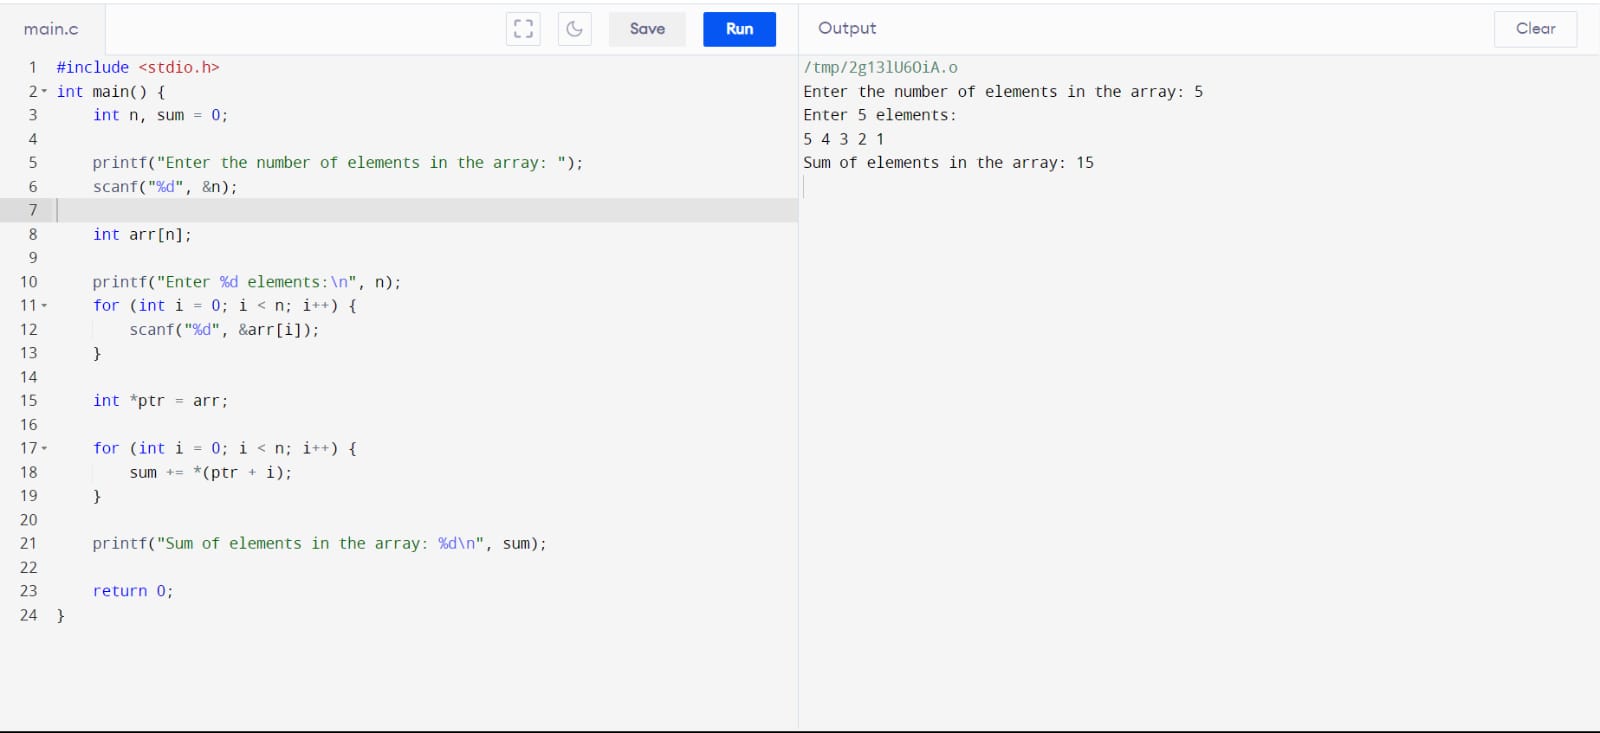 main.c Save Run
1 #include <stdio.h>
2 int main() {
3     int n, sum = 0;
4
5     printf("Enter the number of elements in the array: ");
6     scanf("%d", &n);
7
8     int arr[n];
9
10     printf("Enter %d elements:\n", n);
11     for (int i = 0; i < n; i++) {
12         scanf("%d", &arr[i]);
13     }
14
15     int *ptr = arr;
16
17     for (int i = 0; i < n; i++) {
18         sum += *(ptr + i);
19     }
20
21     printf("Sum of elements in the array: %d\n", sum);
22
23     return 0;
24 }
Output Clear
/tmp/2g13lU6OiA.o
Enter the number of elements in the array: 5
Enter 5 elements:
5 4 3 2 1
Sum of elements in the array: 15